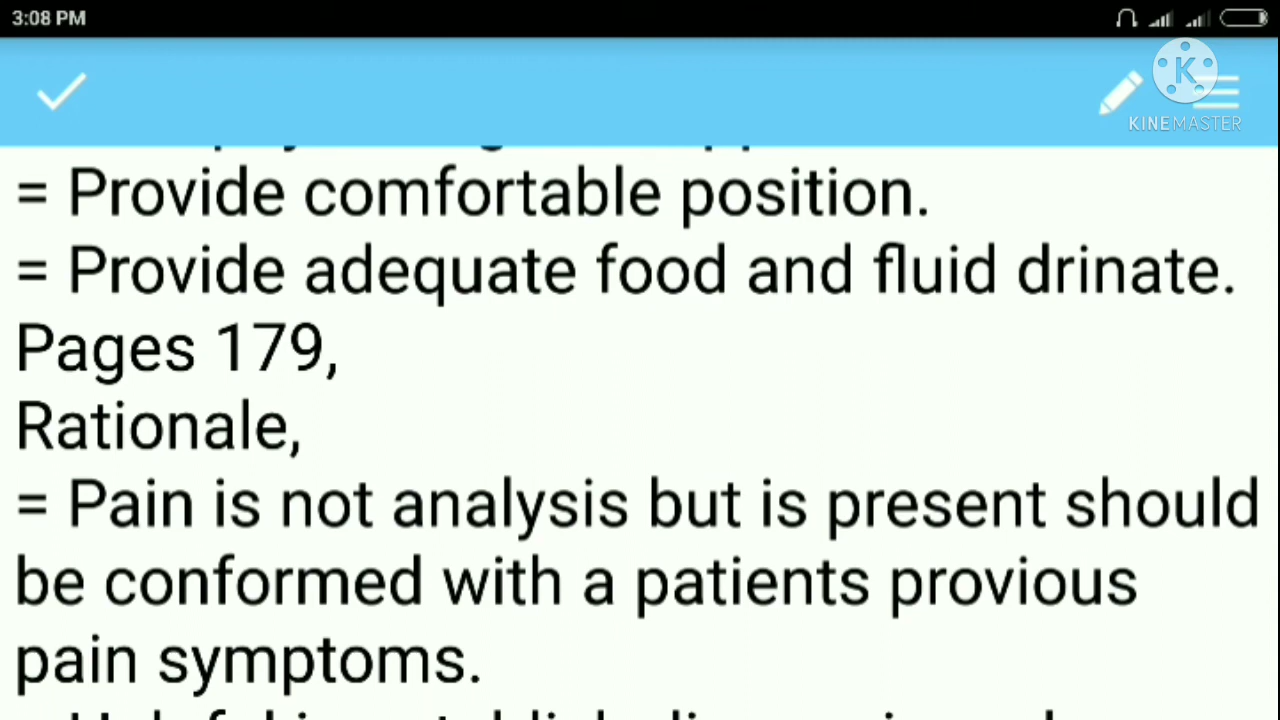 3:08 PM
K
KINEMASTER
= Provide comfortable position.
= Provide adequate food and fluid drinate.
Pages 179,
Rationale,
= Pain is not analysis but is present should
be conformed with a patients provious
pain symptoms.